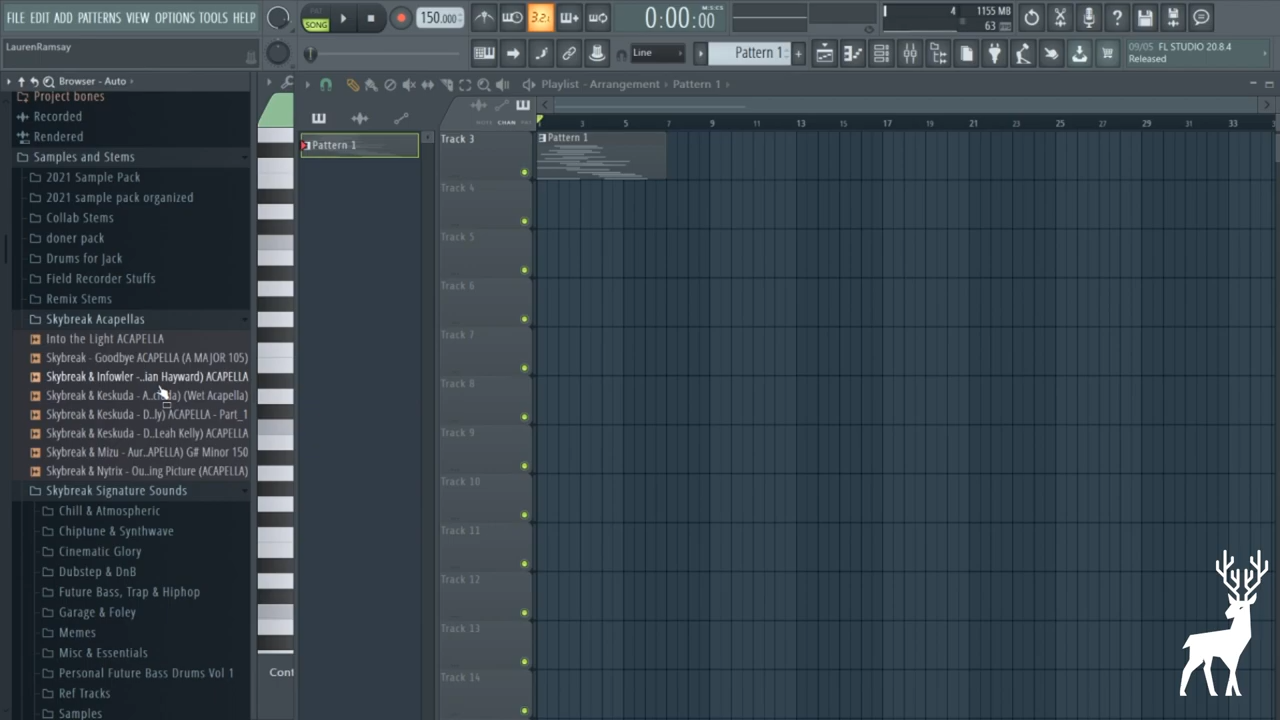 FILE EDIT ADD PATTERNS VIEW OPTIONS TOOLS HELP
PAT
SONG
150.000
3.2.1
0:00:00
M:S:CS
4
1155 MB
63
LaurenRamsay
Line
Pattern 1
09/05 FL STUDIO 20.8.4
Released
Browser - Auto
Playlist - Arrangement › Pattern 1
Project bones
Recorded
Rendered
Samples and Stems
2021 Sample Pack
2021 sample pack organized
Collab Stems
doner pack
Drums for Jack
Field Recorder Stuffs
Remix Stems
Skybreak Acapellas
Into the Light ACAPELLA
Skybreak - Goodbye ACAPELLA (A MAJOR 105)
Skybreak & Infowler -..ian Hayward) ACAPELLA
Skybreak & Keskuda - D..ly) ACAPELLA - Part_1
Skybreak & Keskuda - D..Leah Kelly) ACAPELLA
Skybreak & Mizu - Aur..APELLA) G# Minor 150
Skybreak & Nytrix - Ou..ing Picture (ACAPELLA)
Skybreak Signature Sounds
Chill & Atmospheric
Chiptune & Synthwave
Cinematic Glory
Dubstep & DnB
Future Bass, Trap & Hiphop
Garage & Foley
Memes
Misc & Essentials
Personal Future Bass Drums Vol 1
Ref Tracks
Samples
Cont
Pattern 1
CHAN
3 5 7 9 11 13 15 17 19 21 23 25 27 29 31 33
Pattern 1
Track 3
Track 4
Track 5
Track 6
Track 7
Track 8
Track 9
Track 10
Track 11
Track 12
Track 13
Track 14